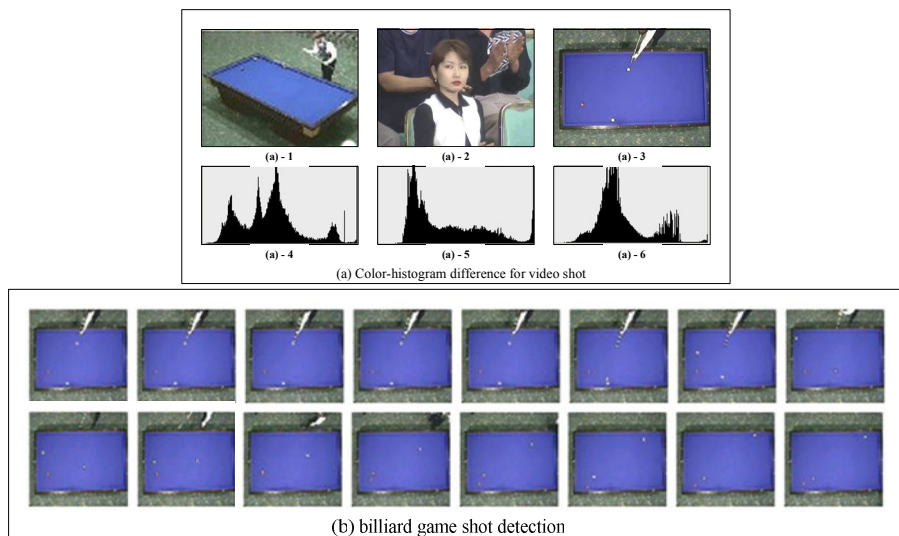 (a) - 1
(a) - 2
(a) - 3
(a) - 4
(a) - 5
(a) - 6
(a) Color-histogram difference for video shot
(b) billiard game shot detection